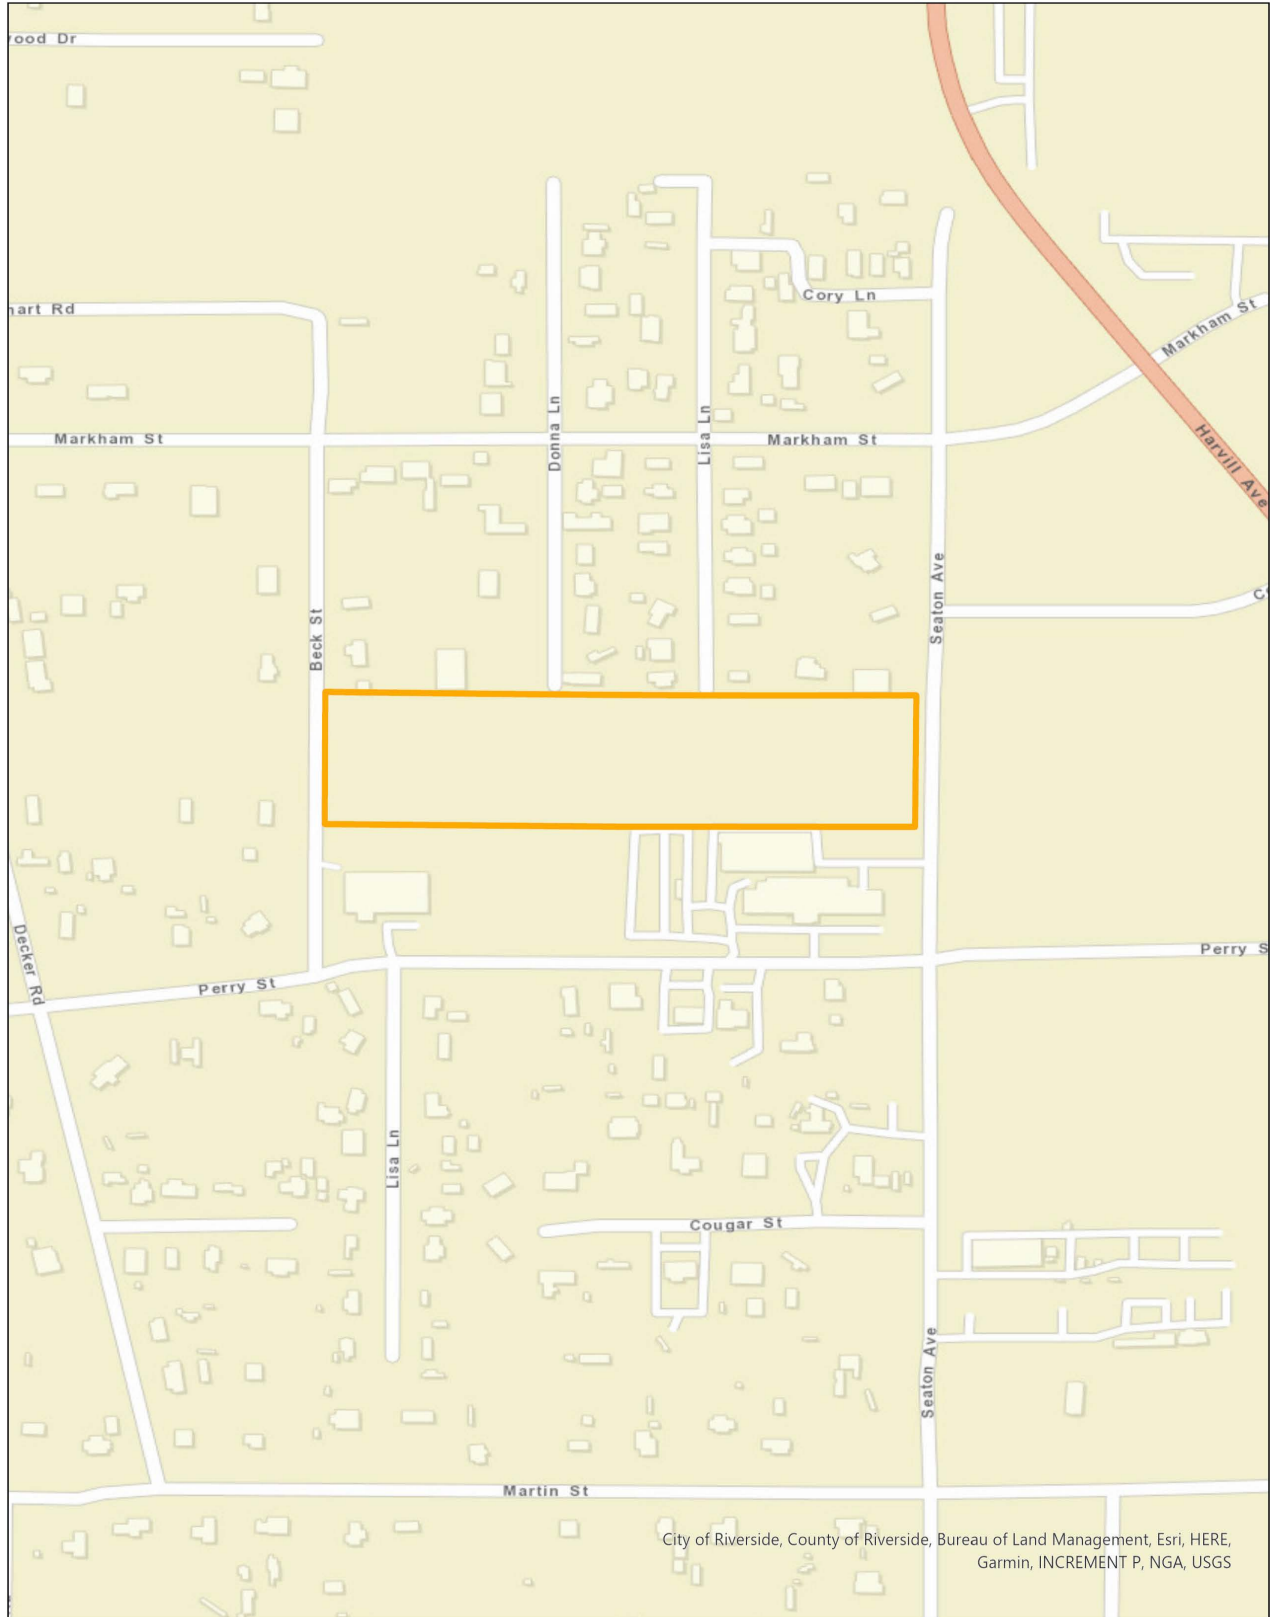 ood Dr
Cory Ln
hart Rd
Markham St
Markham St
Donna Ln
Lisa Ln
Markham St
Harvill Ave
Seaton Ave
Beck St
Decker Rd
Perry S
Perry St
Lisa Ln
Cougar St
Seaton Ave
Martin St
City of Riverside, County of Riverside, Bureau of Land Management, Esri, HERE,
Garmin, INCREMENT P, NGA, USGS